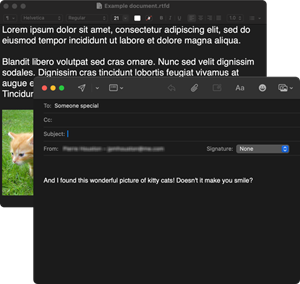 Example document.rtfd
Helvetica
Regular
21
Lorem ipsum dolor sit amet, consectetur adipiscing elit, sed do
eiusmod tempor incididunt ut labore et dolore magna aliqua.
Blandit libero volutpat sed cras ornare. Nunc sed velit dignissim
sodales. Dignissim cras tincidunt lobortis feugiat vivamus at
augue e
Tincidun
To: Someone special
Cc:
Subject:
From:
Signature: None
And I found this wonderful picture of kitty cats! Doesn't it make you smile?